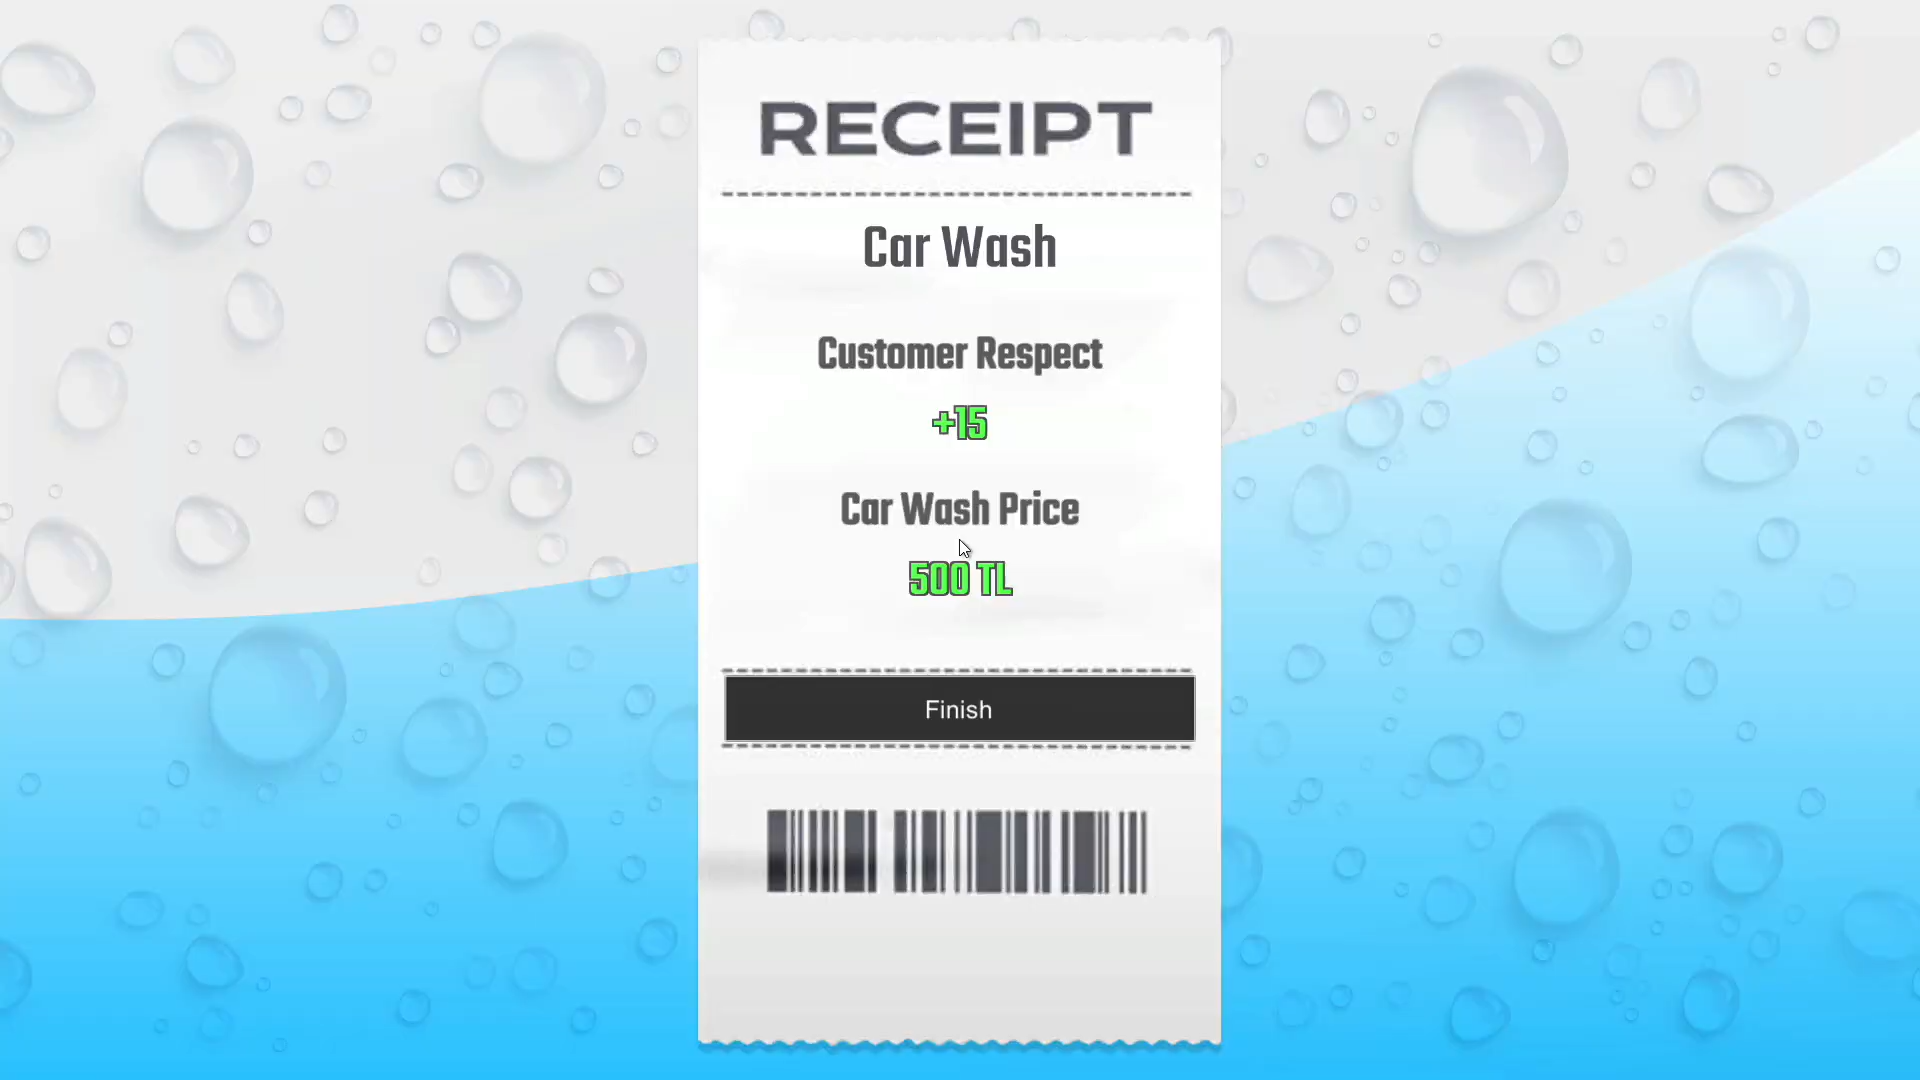 RECEIPT
Car Wash
Customer Respect
+15
Car Wash Price
500 TL
Finish